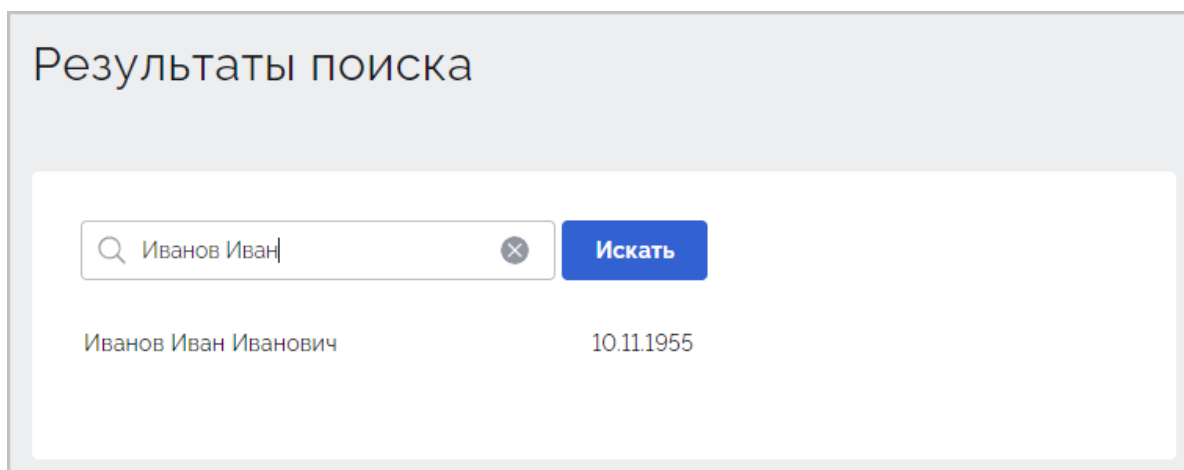 Результаты поиска
Иванов Иван Искать
Иванов Иван Иванович 10.11.1955